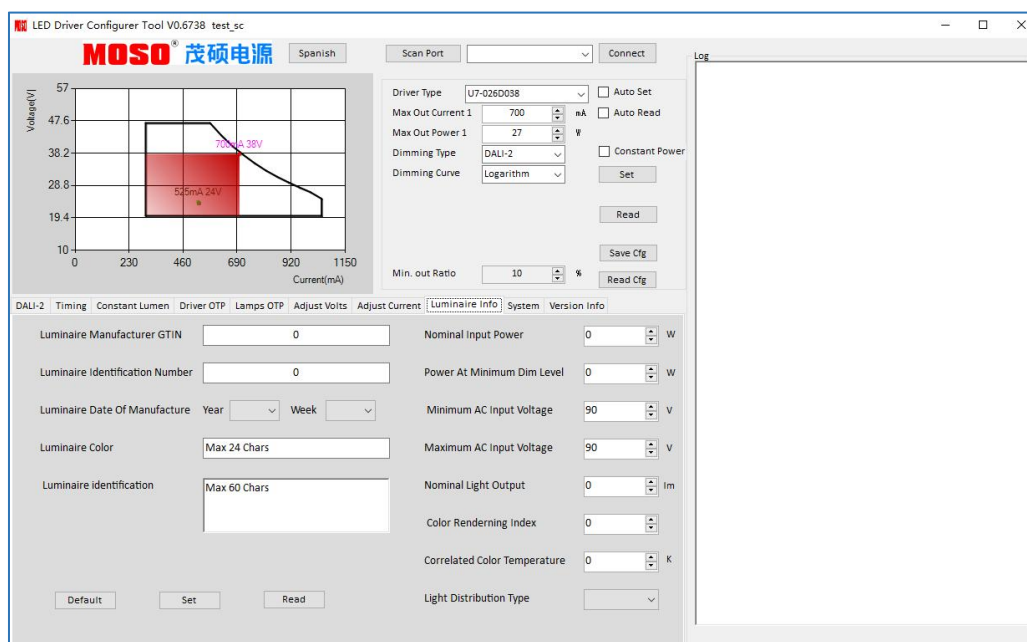 LED Driver Configurer Tool V0.6738 test_sc
MOSO® 茂硕电源
Spanish
Scan Port
Connect
Log
Voltage(V)
57
47.6
38.2
28.8
19.4
10
700mA 38V
525mA 24V
0 230 460 690 920 1150
Current(mA)
Driver Type U7-026D038 Auto Set
Max Out Current 1 700 mA Auto Read
Max Out Power 1 27 W
Dimming Type DALI-2 Constant Power
Dimming Curve Logarithm Set
Read
Save Cfg
Min. out Ratio 10 % Read Cfg
DALI-2 Timing Constant Lumen Driver OTP Lamps OTP Adjust Volts Adjust Current Luminaire Info System Version Info
Luminaire Manufacturer GTIN 0 Nominal Input Power 0 W
Luminaire Identification Number 0 Power At Minimum Dim Level 0 W
Luminaire Date Of Manufacture Year Week Minimum AC Input Voltage 90 V
Luminaire Color Max 24 Chars Maximum AC Input Voltage 90 V
Luminaire identification Max 60 Chars Nominal Light Output 0 lm
Color Renderning Index 0
Correlated Color Temperature 0 K
Default Set Read Light Distribution Type